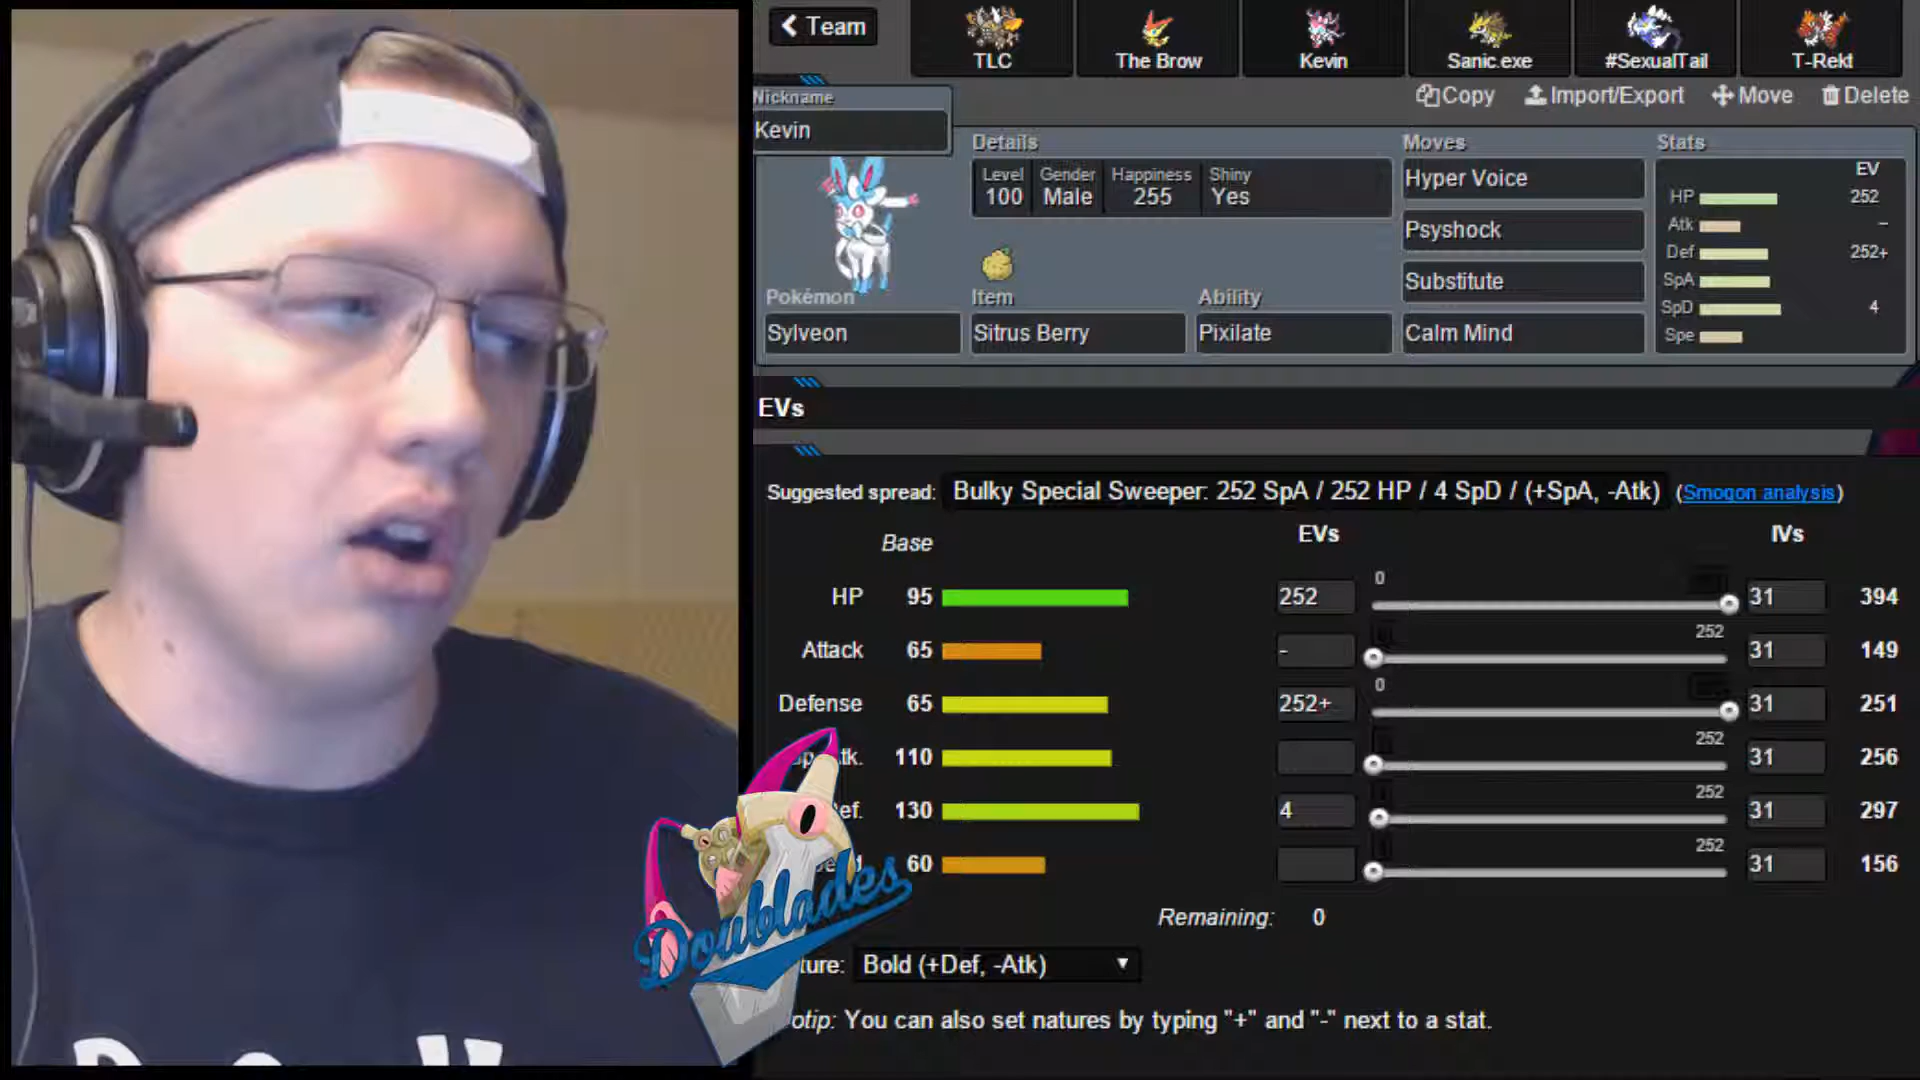 Team
TLC
The Brow
Kevin
Sanic.exe
#SexualTail
T-Rekt
Copy
Import/Export
Move
Delete
Nickname
Kevin
Details
Moves
Stats
Level
100
Gender
Male
Happiness
255
Shiny
Yes
Hyper Voice
Psyshock
Substitute
Calm Mind
EV
HP 252
Atk -
Def 252+
SpA
SpD 4
Spe
Pokémon
Sylveon
Item
Sitrus Berry
Ability
Pixilate
EVs
Suggested spread: Bulky Special Sweeper: 252 SpA / 252 HP / 4 SpD / (+SpA, -Atk) (Smogon analysis)
Base EVs IVs
0
HP 95 252 31 394
252
Attack 65 - 31 149
0
Defense 65 252+ 31 251
252
tk. 110 31 256
252
ef. 130 4 31 297
252
60 31 156
Remaining: 0
Doublades
ture: Bold (+Def, -Atk)
otip: You can also set natures by typing "+" and "-" next to a stat.